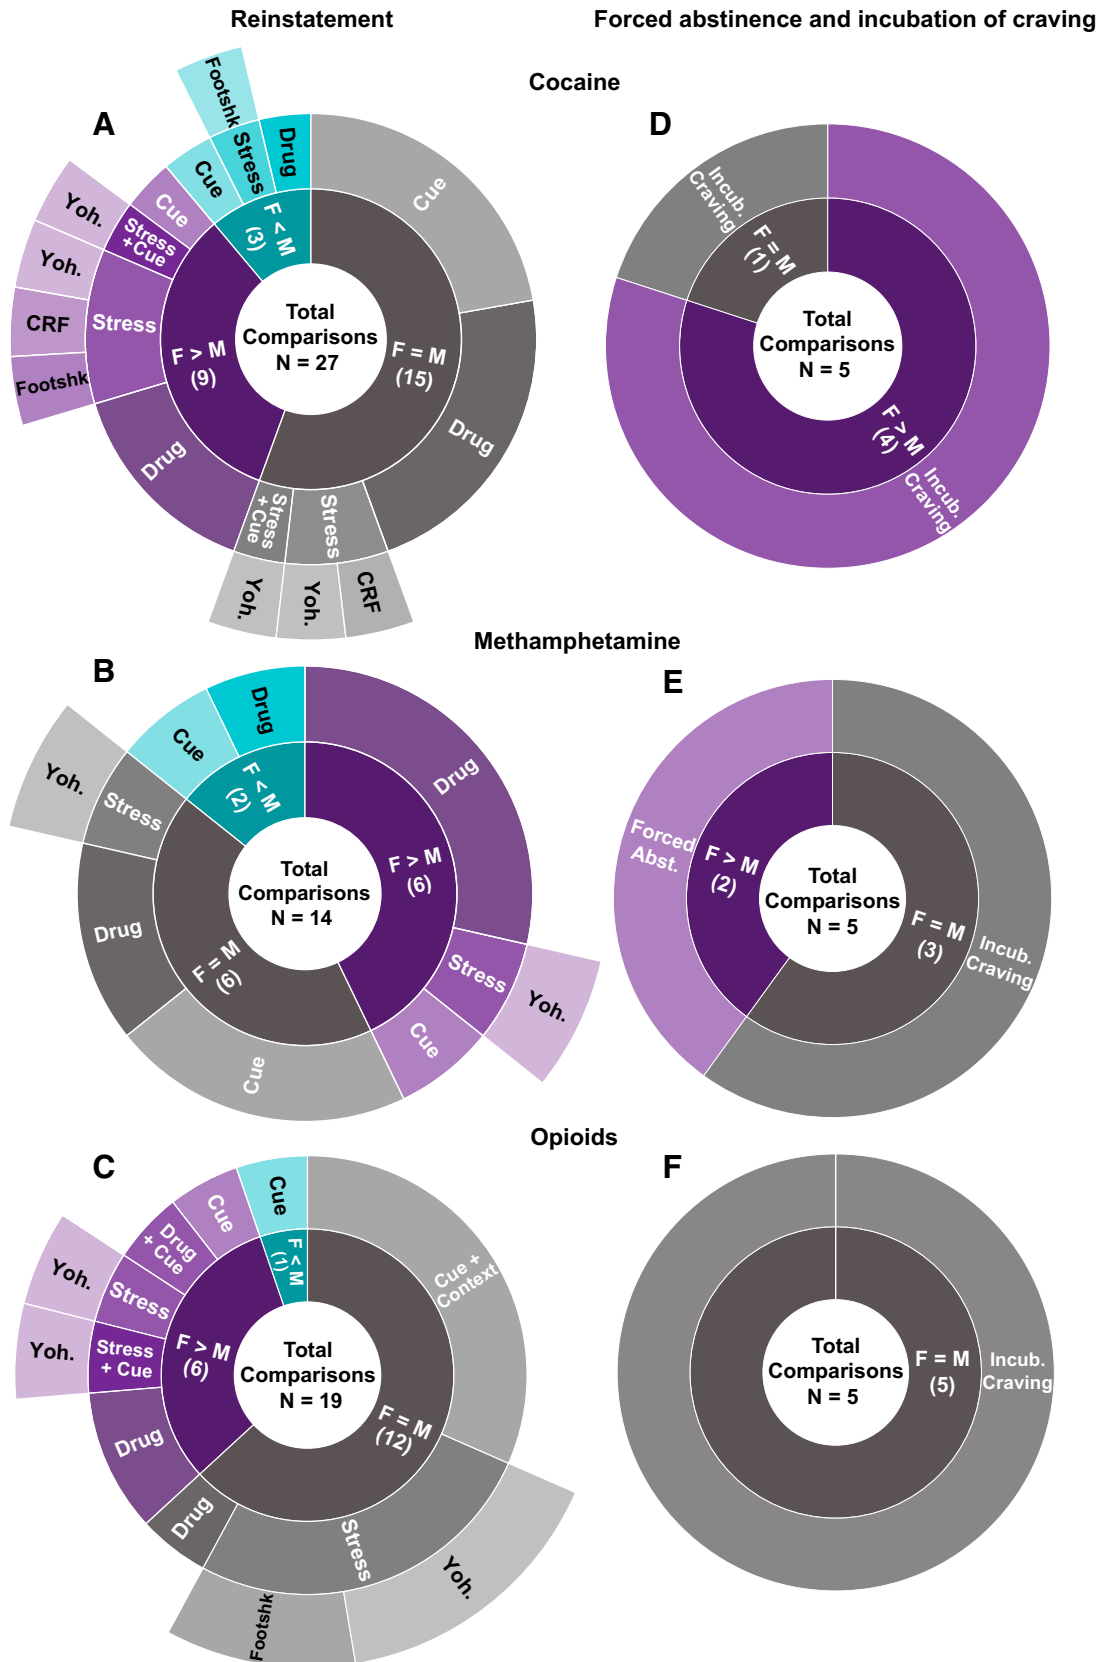 Reinstatement
Forced abstinence and incubation of craving
Cocaine
A
Footshk
Stress
Drug
Cue
F < M
(3)
Cue
Cue
Yoh.
Stress
+Cue
Yoh.
Stress
CRF
Footshk
F > M
(9)
Total
Comparisons
N = 27
F = M
(15)
Drug
Drug
Stress
+ Cue
Stress
Yoh.
Yoh.
CRF
D
Incub.
Craving
F = M
(1)
Total
Comparisons
N = 5
F > M
(4)
Incub.
Craving
Methamphetamine
B
Drug
Cue
F < M
(2)
Yoh.
Stress
Drug
Drug
F > M
(6)
Total
Comparisons
N = 14
F = M
(6)
Stress
Yoh.
Cue
Cue
E
Forced
Abst.
F > M
(2)
Total
Comparisons
N = 5
F = M
(3)
Incub.
Craving
Opioids
C
Cue
F < M
(1)
Cue
Drug
+ Cue
Yoh.
Stress
Yoh.
Stress
+ Cue
F > M
(6)
Drug
Cue +
Context
Total
Comparisons
N = 19
F = M
(12)
Drug
Stress
Footshk
Yoh.
F
Total
Comparisons
N = 5
F = M
(5)
Incub.
Craving